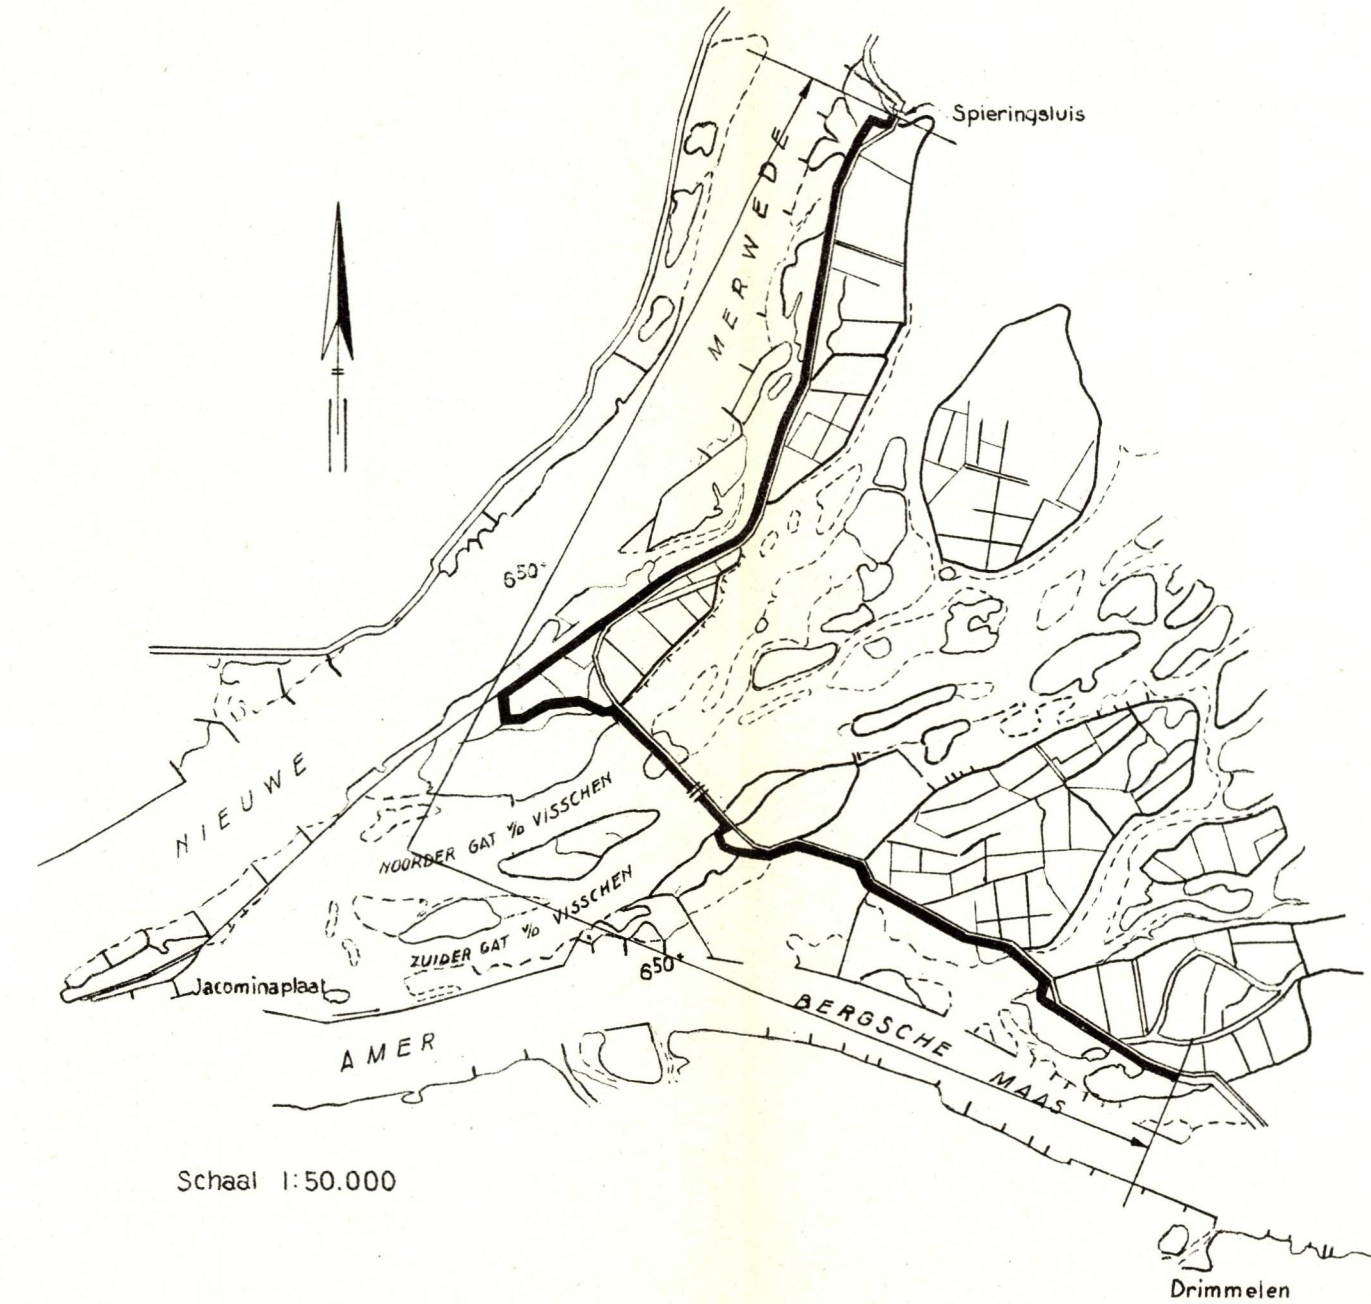 Spieringsluis
MERWEDE
650+
NIEUWE
NOORDER GAT V/D VISSCHEN
ZUIDER GAT V/D VISSCHEN
650+
Jacominaplaat
BERGSCHE
MAAS
AMER
Schaal 1:50.000
Drimmelen